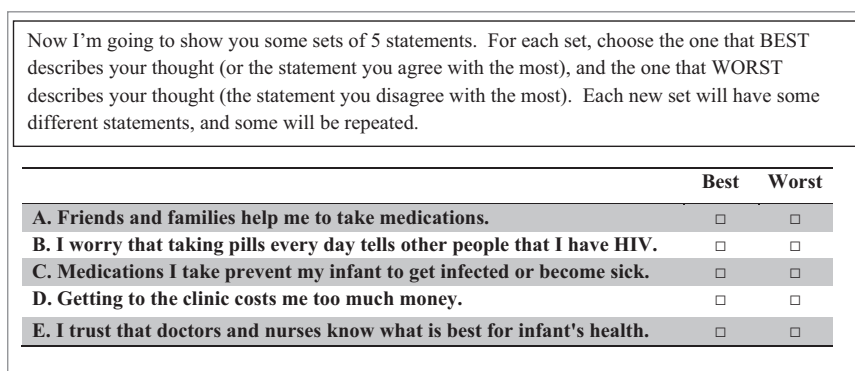 Now I'm going to show you some sets of 5 statements.  For each set, choose the one that BEST
describes your thought (or the statement you agree with the most), and the one that WORST
describes your thought (the statement you disagree with the most).  Each new set will have some
different statements, and some will be repeated.
Best Worst
A. Friends and families help me to take medications. □ □
B. I worry that taking pills every day tells other people that I have HIV. □ □
C. Medications I take prevent my infant to get infected or become sick. □ □
D. Getting to the clinic costs me too much money. □ □
E. I trust that doctors and nurses know what is best for infant's health. □ □